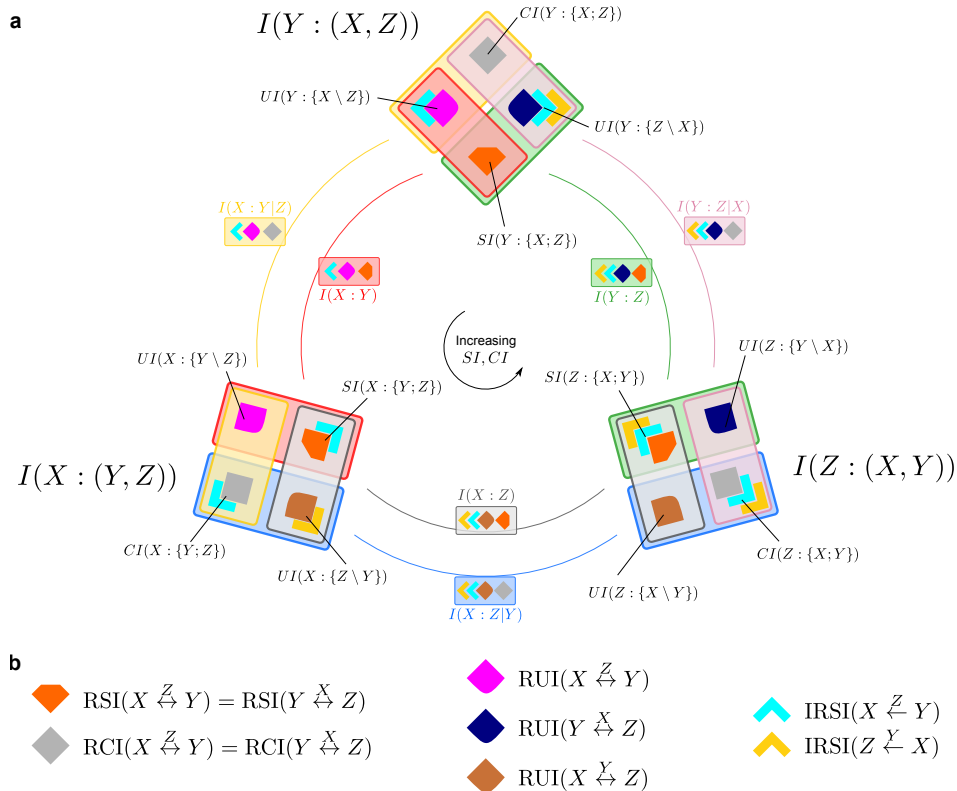 a
I(Y : (X, Z))
CI(Y : {X; Z})
UI(Y : {X \ Z})
UI(Y : {Z \ X})
SI(Y : {X; Z})
I(X : Y|Z)
I(Y : Z|X)
I(X : Y)
I(Y : Z)
Increasing
SI, CI
UI(X : {Y \ Z})
SI(X : {Y; Z})
SI(Z : {X; Y})
UI(Z : {Y \ X})
I(X : (Y, Z))
I(Z : (X, Y))
I(X : Z)
CI(X : {Y; Z})
UI(X : {Z \ Y})
CI(Z : {X; Y})
UI(Z : {X \ Y})
I(X : Z|Y)
b
RSI(X Z↔ Y) = RSI(Y X↔ Z)
RCI(X Z↔ Y) = RCI(Y X↔ Z)
RUI(X Z↔ Y)
RUI(Y X↔ Z)
RUI(X Y↔ Z)
IRSI(X Z← Y)
IRSI(Z Y← X)